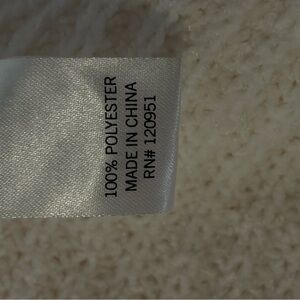 100% POLYESTER
MADE IN CHINA
RN# 120951